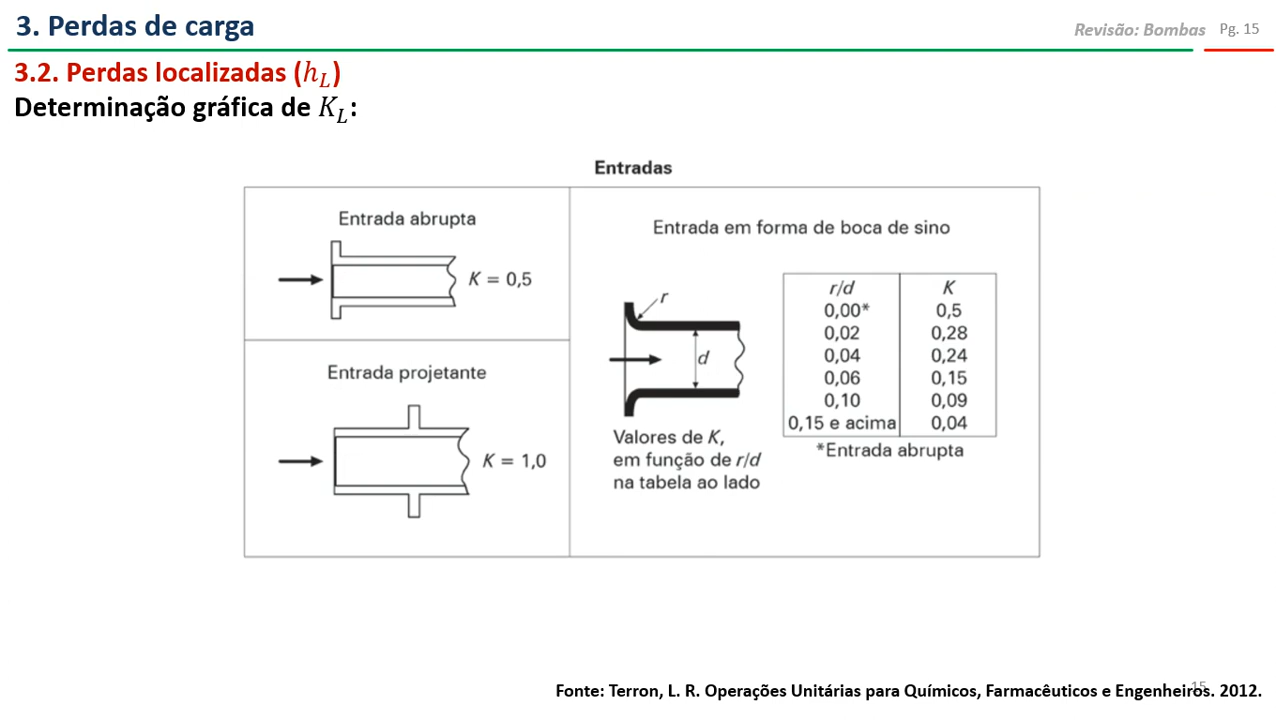 3. Perdas de carga
Revisão: Bombas Pg. 15
3.2. Perdas localizadas (ℎ𝐿)
Determinação gráfica de 𝐾𝐿:
Entradas
Entrada abrupta
K = 0,5
Entrada projetante
K = 1,0
Entrada em forma de boca de sino
r
d
Valores de K,
em função de r/d
na tabela ao lado
r/d K
0,00* 0,5
0,02 0,28
0,04 0,24
0,06 0,15
0,10 0,09
0,15 e acima 0,04
*Entrada abrupta
15
Fonte: Terron, L. R. Operações Unitárias para Químicos, Farmacêuticos e Engenheiros. 2012.